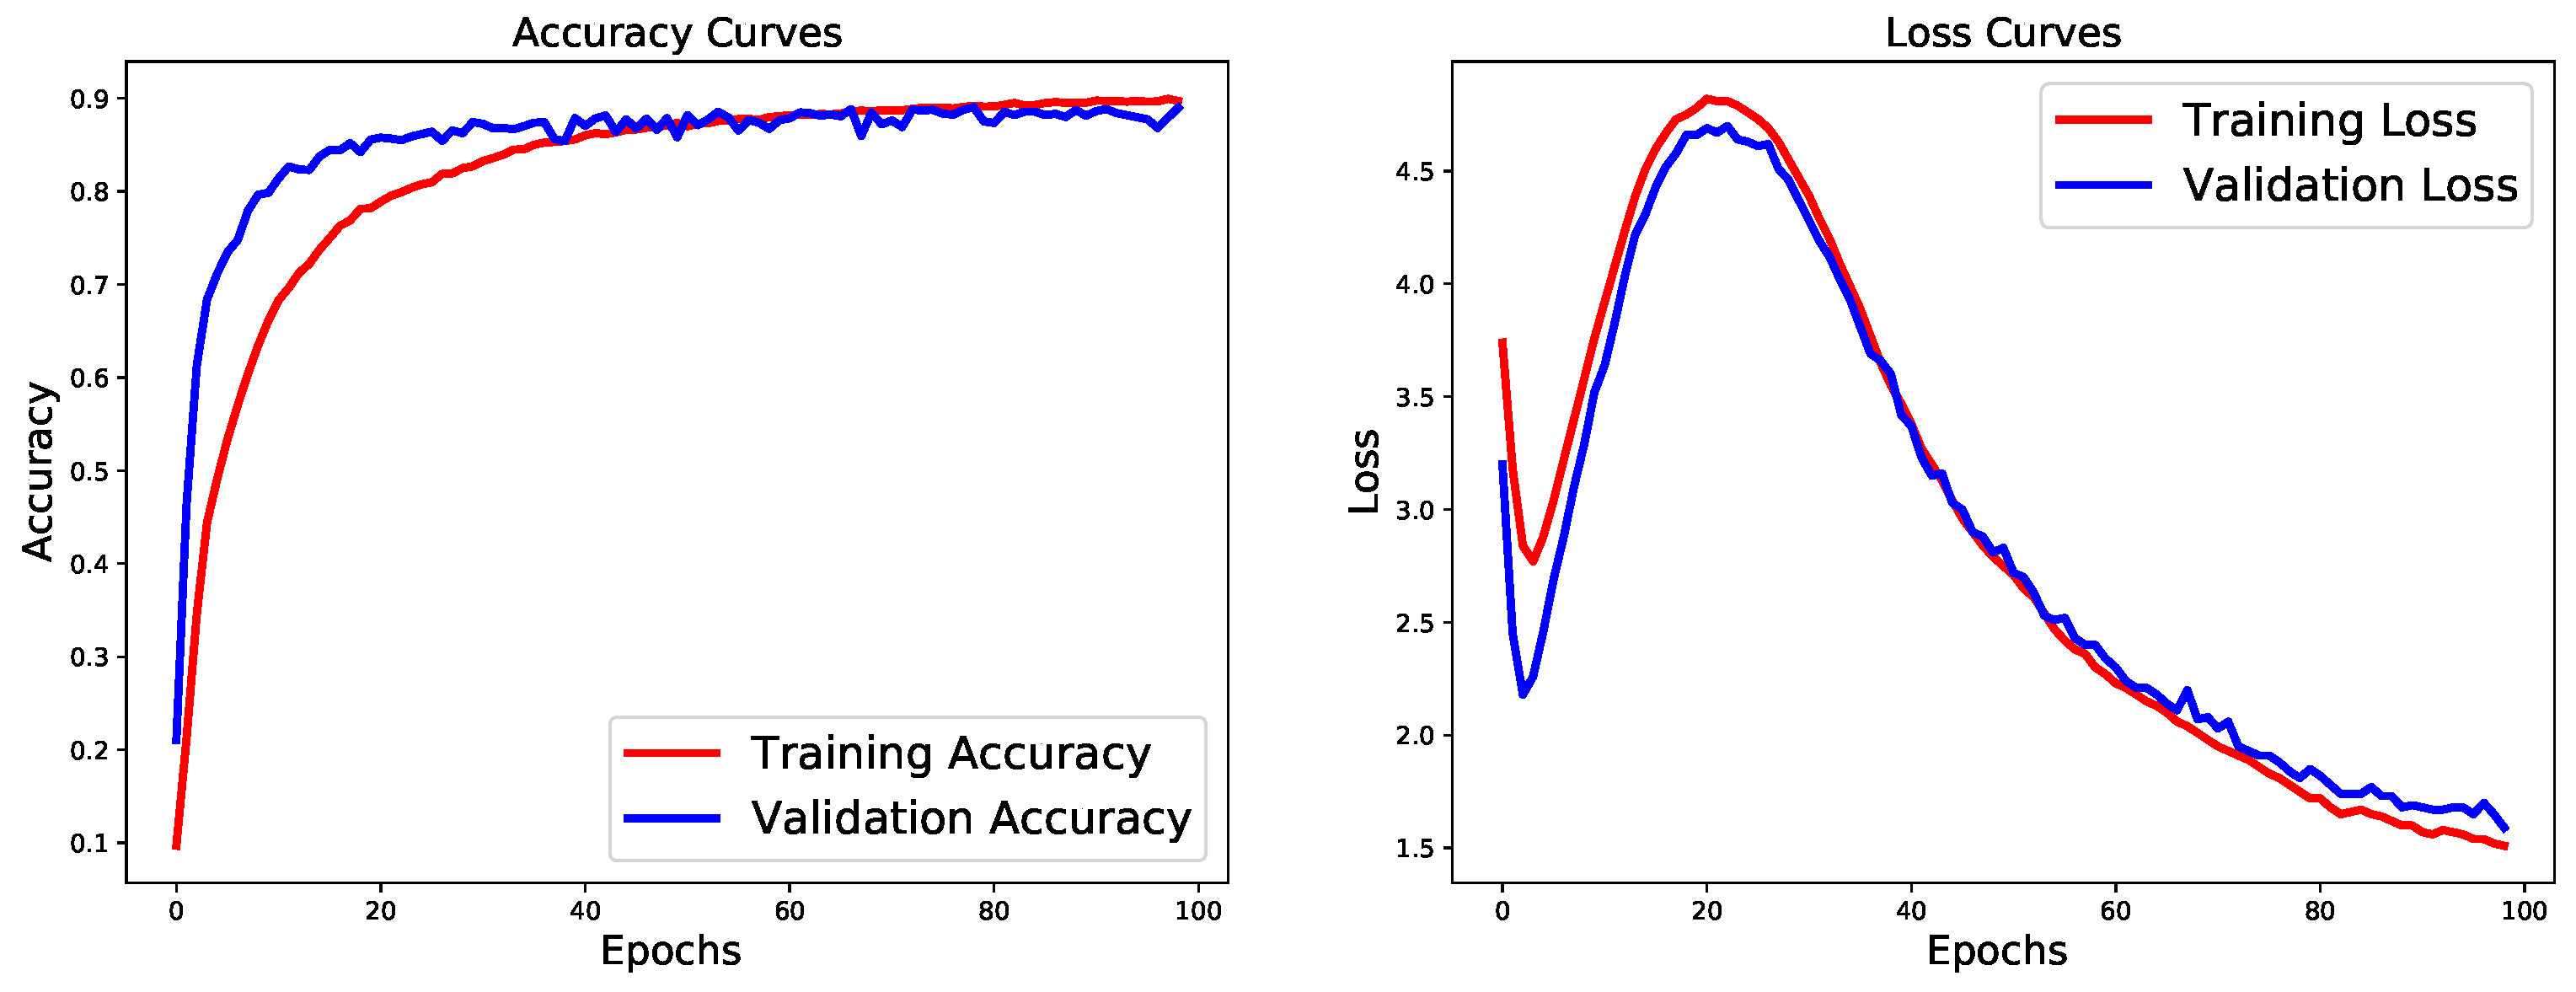 Accuracy Curves
0.9
0.8
0.7
0.6
0.5
0.4
0.3
0.2
0.1
Accuracy
Training Accuracy
Validation Accuracy
0 20 40 60 80 100
Epochs
Loss Curves
4.5
4.0
3.5
3.0
2.5
2.0
1.5
Loss
Training Loss
Validation Loss
0 20 40 60 80 100
Epochs